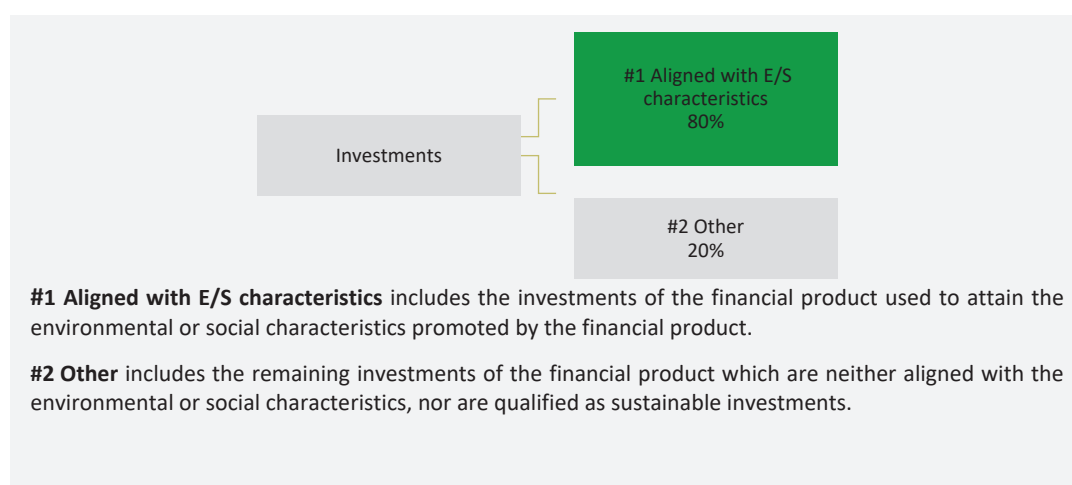 #1 Aligned with E/S
characteristics
80%
Investments
#2 Other
20%
#1 Aligned with E/S characteristics includes the investments of the financial product used to attain the
environmental or social characteristics promoted by the financial product.
#2 Other includes the remaining investments of the financial product which are neither aligned with the
environmental or social characteristics, nor are qualified as sustainable investments.